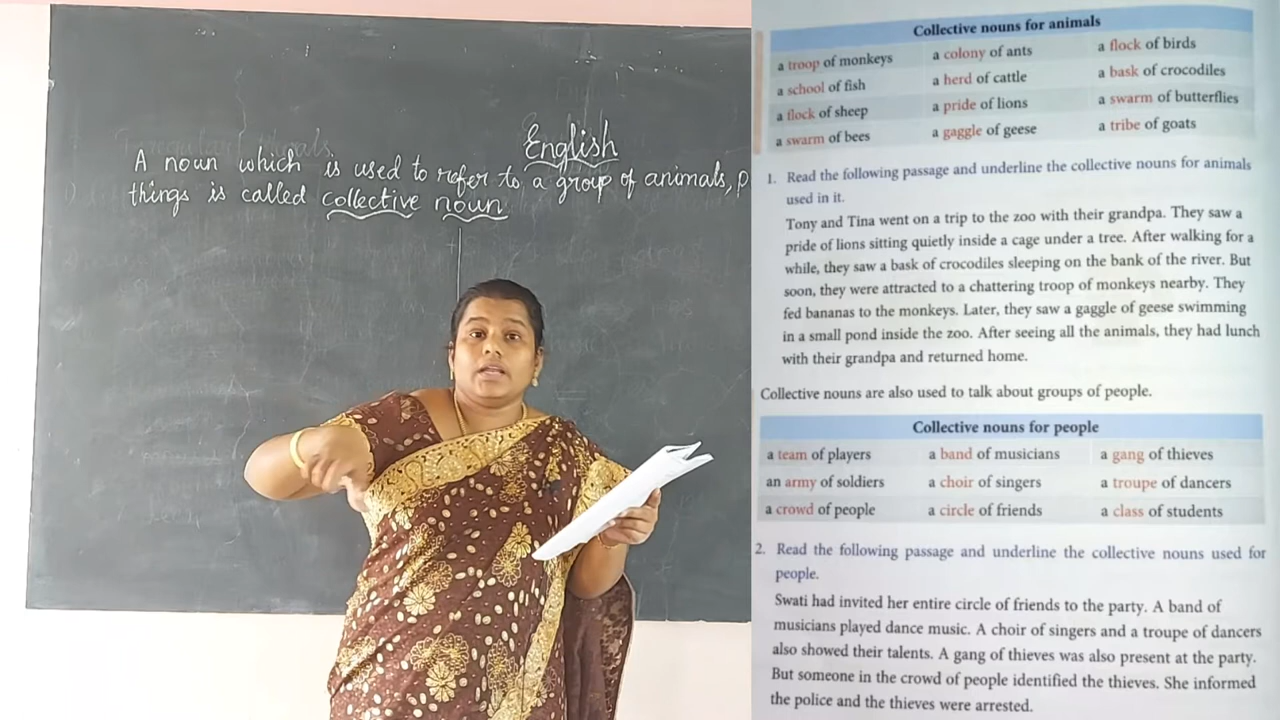 English
A noun which is used to refer to a group of animals, p
things is called collective noun
Collective nouns for animals
a troop of monkeys a colony of ants a flock of birds
a school of fish a herd of cattle a bask of crocodiles
a flock of sheep a pride of lions a swarm of butterflies
a swarm of bees a gaggle of geese a tribe of goats
1. Read the following passage and underline the collective nouns for animals
used in it.
Tony and Tina went on a trip to the zoo with their grandpa. They saw a
pride of lions sitting quietly inside a cage under a tree. After walking for a
while, they saw a bask of crocodiles sleeping on the bank of the river. But
soon, they were attracted to a chattering troop of monkeys nearby. They
fed bananas to the monkeys. Later, they saw a gaggle of geese swimming
in a small pond inside the zoo. After seeing all the animals, they had lunch
with their grandpa and returned home.
Collective nouns are also used to talk about groups of people.
Collective nouns for people
a team of players a band of musicians a gang of thieves
an army of soldiers a choir of singers a troupe of dancers
a crowd of people a circle of friends a class of students
2. Read the following passage and underline the collective nouns used for
people.
Swati had invited her entire circle of friends to the party. A band of
musicians played dance music. A choir of singers and a troupe of dancers
also showed their talents. A gang of thieves was also present at the party.
But someone in the crowd of people identified the thieves. She informed
the police and the thieves were arrested.